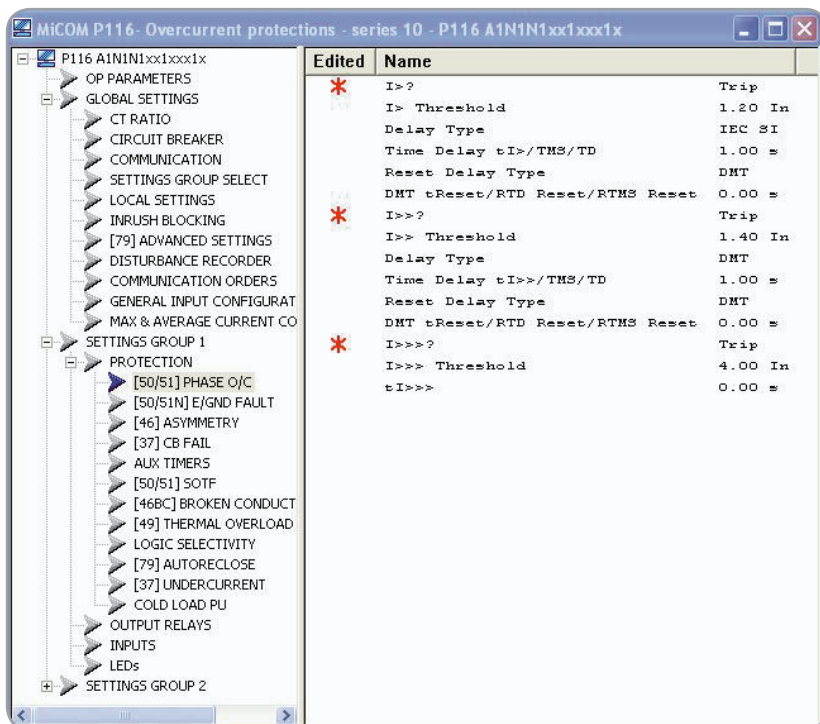 MiCOM P116- Overcurrent protections - series 10 - P116 A1N1N1xx1xxx1x
P116 A1N1N1xx1xxx1x
OP PARAMETERS
GLOBAL SETTINGS
CT RATIO
CIRCUIT BREAKER
COMMUNICATION
SETTINGS GROUP SELECT
LOCAL SETTINGS
INRUSH BLOCKING
[79] ADVANCED SETTINGS
DISTURBANCE RECORDER
COMMUNICATION ORDERS
GENERAL INPUT CONFIGURAT
MAX & AVERAGE CURRENT CO
SETTINGS GROUP 1
PROTECTION
[50/51] PHASE O/C
[50/51N] E/GND FAULT
[46] ASYMMETRY
[37] CB FAIL
AUX TIMERS
[50/51] SOTF
[46BC] BROKEN CONDUCT
[49] THERMAL OVERLOAD
LOGIC SELECTIVITY
[79] AUTORECLOSE
[37] UNDERCURRENT
COLD LOAD PU
OUTPUT RELAYS
INPUTS
LEDs
SETTINGS GROUP 2
Edited Name
I>? Trip
I> Threshold 1.20 In
Delay Type IEC SI
Time Delay tI>/TMS/TD 1.00 s
Reset Delay Type DMT
DMT tReset/RTD Reset/RTMS Reset 0.00 s
I>>? Trip
I>> Threshold 1.40 In
Delay Type DMT
Time Delay tI>>/TMS/TD 1.00 s
Reset Delay Type DMT
DMT tReset/RTD Reset/RTMS Reset 0.00 s
I>>>? Trip
I>>> Threshold 4.00 In
tI>>> 0.00 s